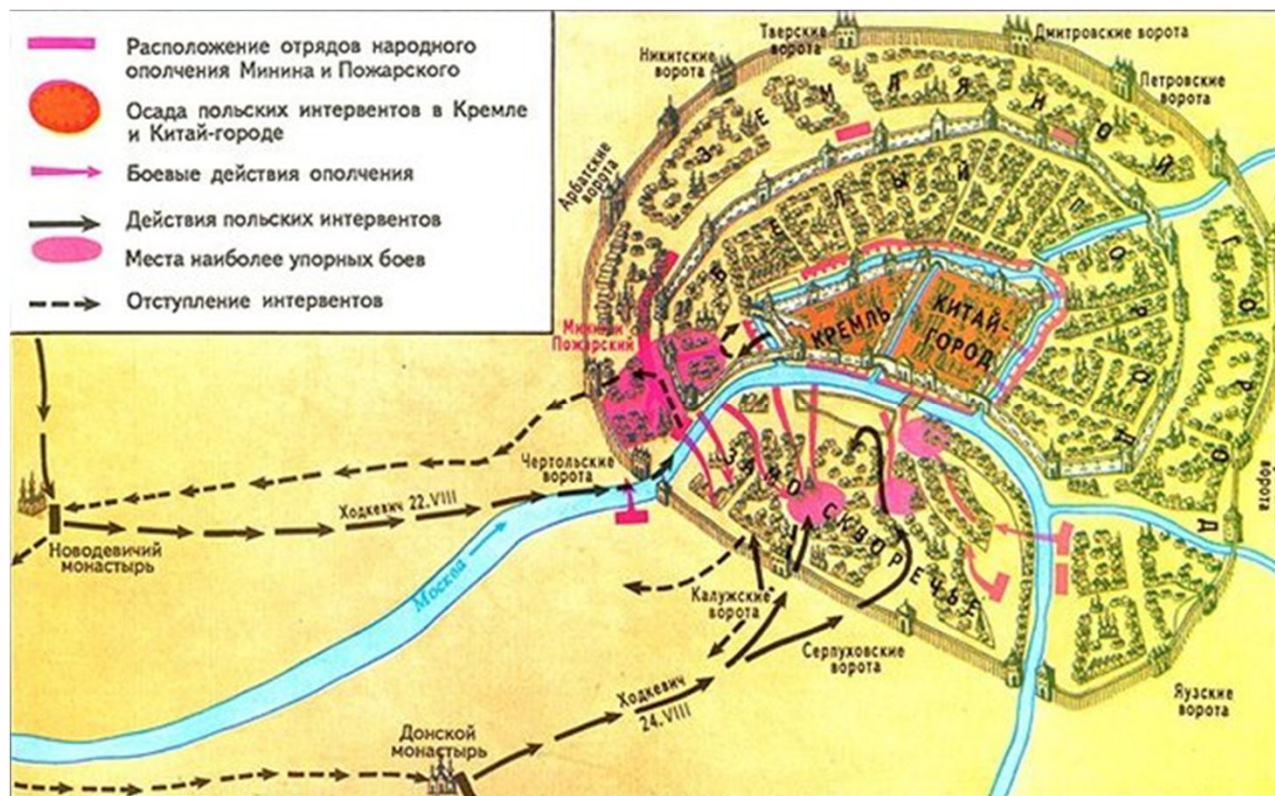 Расположение отрядов народного
ополчения Минина и Пожарского
Осада польских интервентов в Кремле
и Китай-городе
Боевые действия ополчения
Действия польских интервентов
Места наиболее упорных боев
Отступление интервентов
Тверские
ворота
Дмитровские ворота
Никитские
ворота
Петровские
ворота
Арбатские
ворота
ЗЕМЛЯНОЙ
ГОРОД
БЕЛЫЙ
ГОРОД
КРЕМЛЬ
КИТАЙ-
ГОРОД
Минин и
Пожарский
Чертольские
ворота
ворота
Ходкевич 22.VIII
Новодевичий
монастырь
Москва
ЗАМОСКВОРЕЧЬЕ
Калужские
ворота
Серпуховские
ворота
Ходкевич
24.VIII
Яузские
ворота
Донской
монастырь